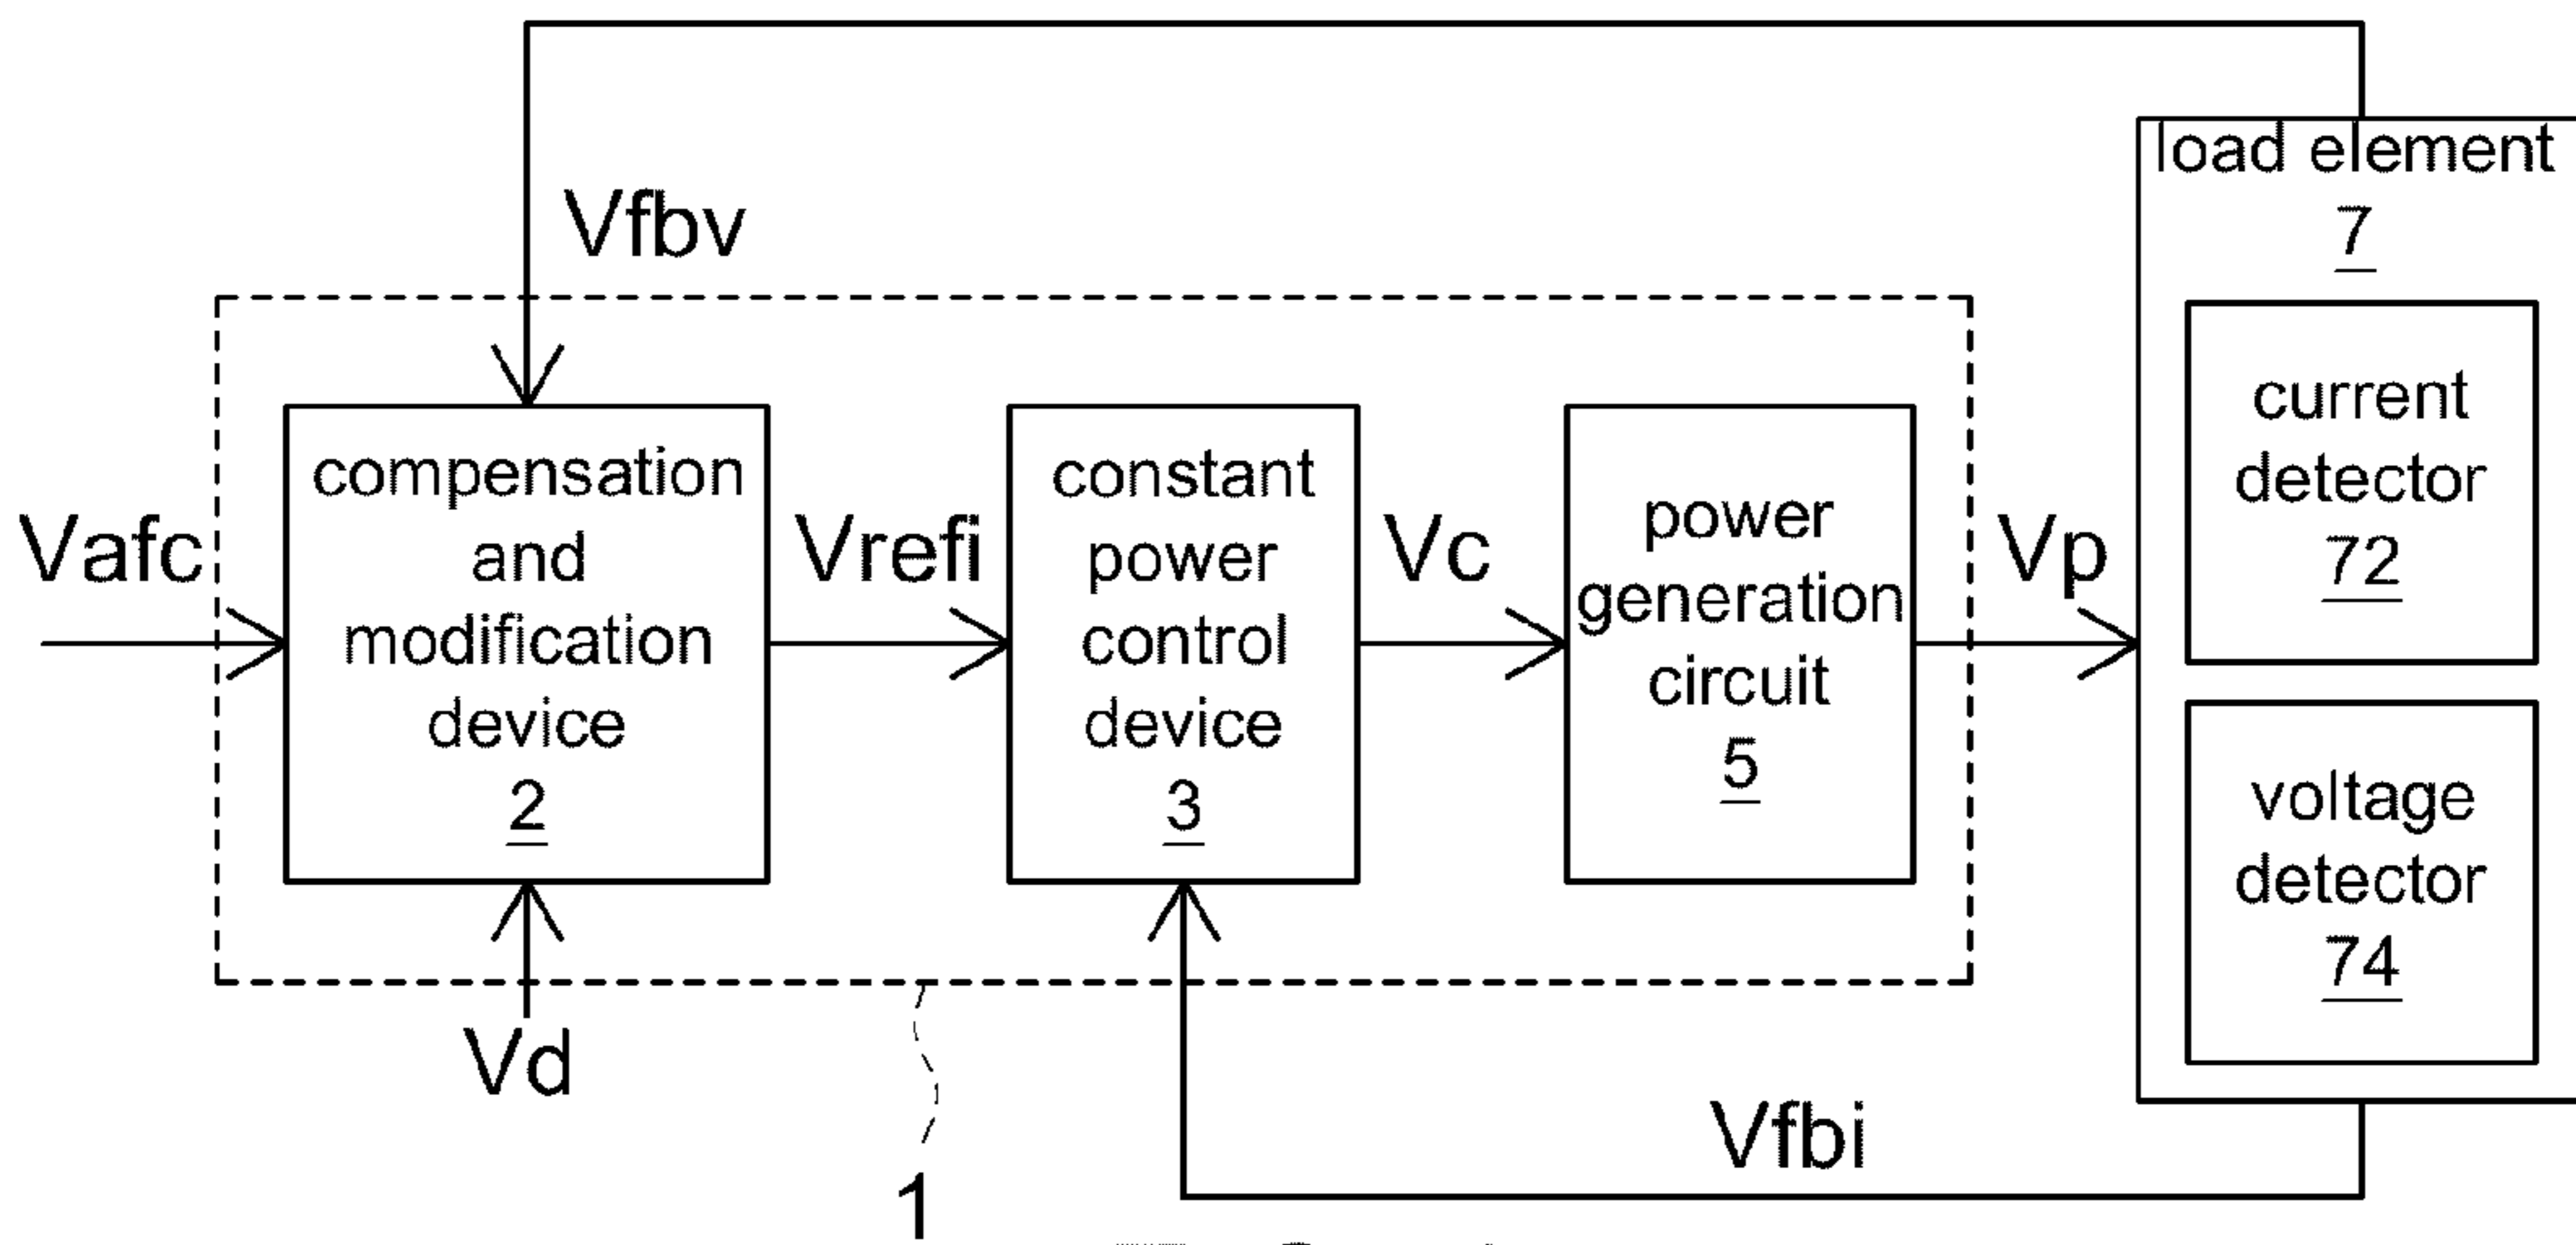 Vfbv
load element
7
current
detector
72
voltage
detector
74
Vafc
compensation
and
modification
device
2
Vrefi
constant
power
control
device
3
Vc
power
generation
circuit
5
Vp
Vd
Vfbi
1